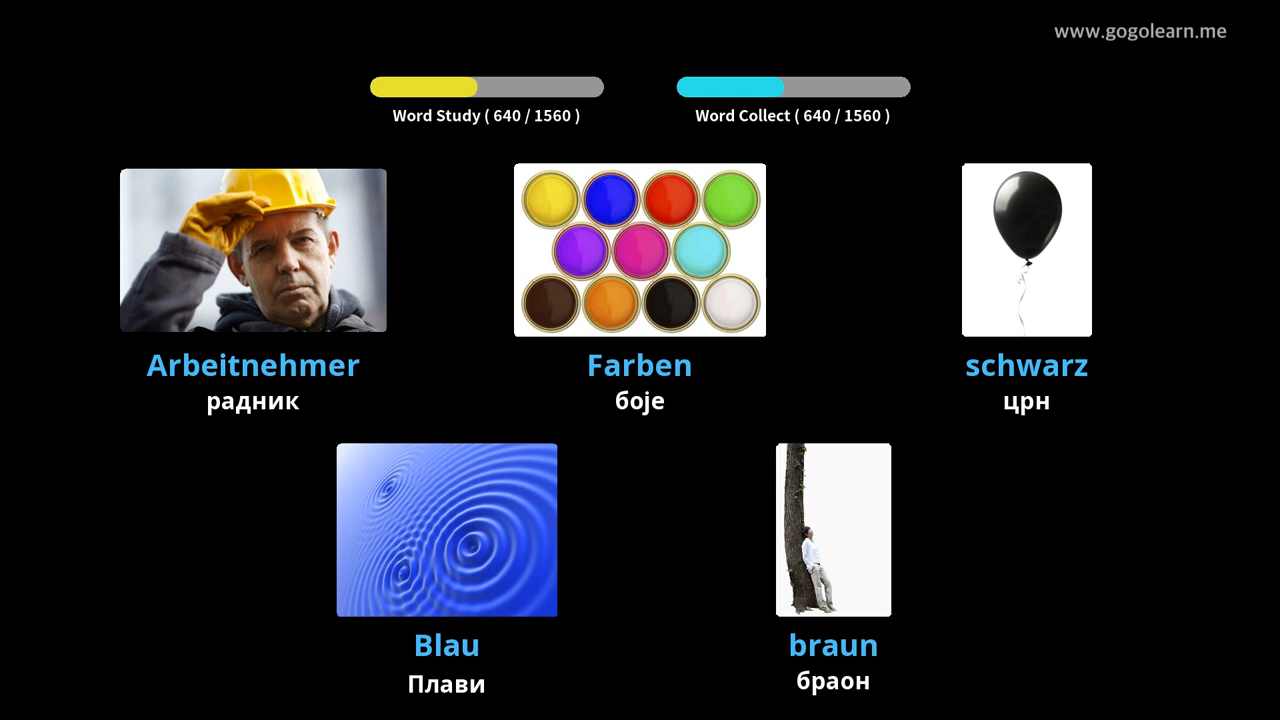 www.gogolearn.me
Word Study ( 640 / 1560 )
Word Collect ( 640 / 1560 )
Arbeitnehmer
радник
Farben
боје
schwarz
црн
Blau
Плави
braun
браон